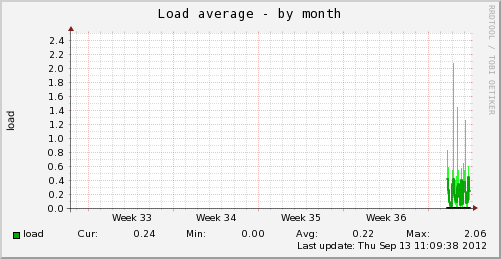 Load average - by month
RRDTOOL / TOBI OETIKER
load
2.4
2.2
2.0
1.8
1.6
1.4
1.2
1.0
0.8
0.6
0.4
0.2
0.0
Week 33 Week 34 Week 35 Week 36
load Cur: 0.24 Min: 0.00 Avg: 0.22 Max: 2.06
Last update: Thu Sep 13 11:09:38 2012